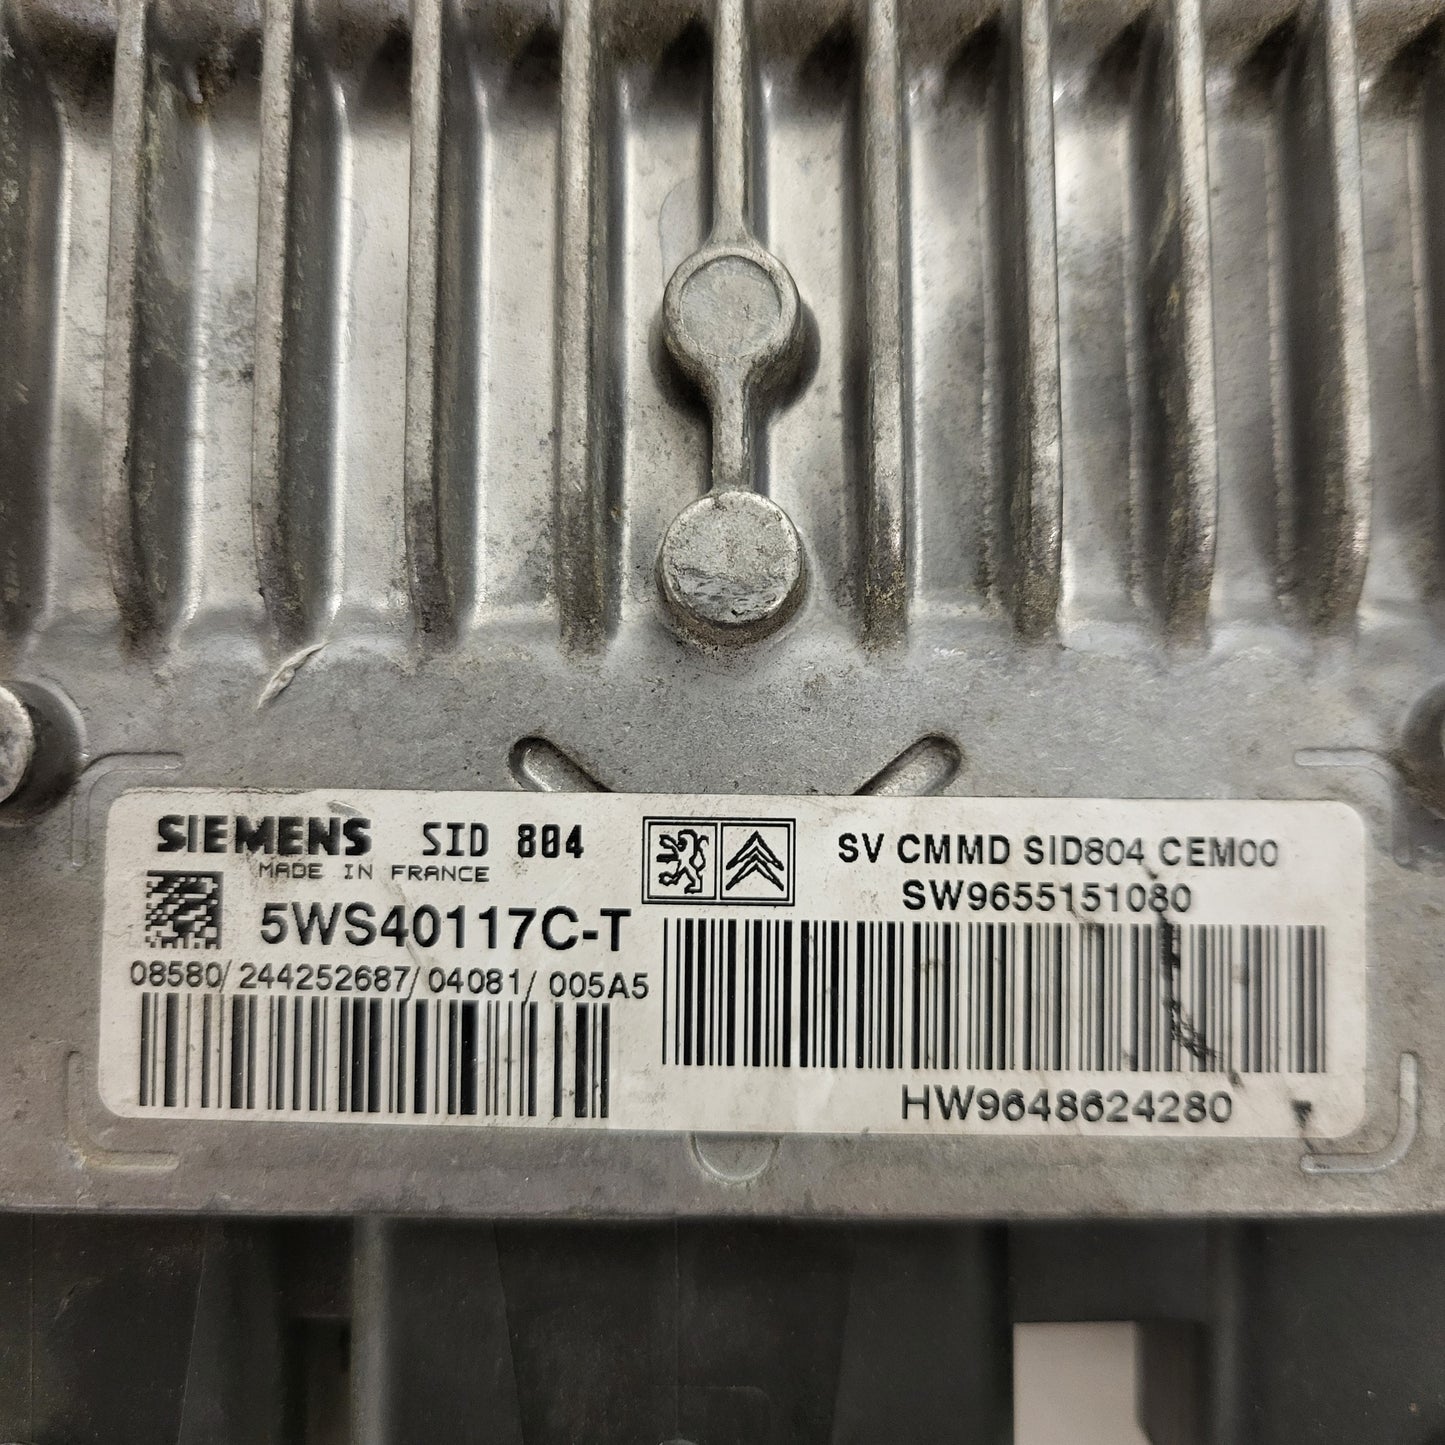 SIEMENS SID 804
MADE IN FRANCE
5WS40117C-T
08580/244252687/04081/005A5
SV CMMD SID804 CEM00
SW9655151080
HW9648624280